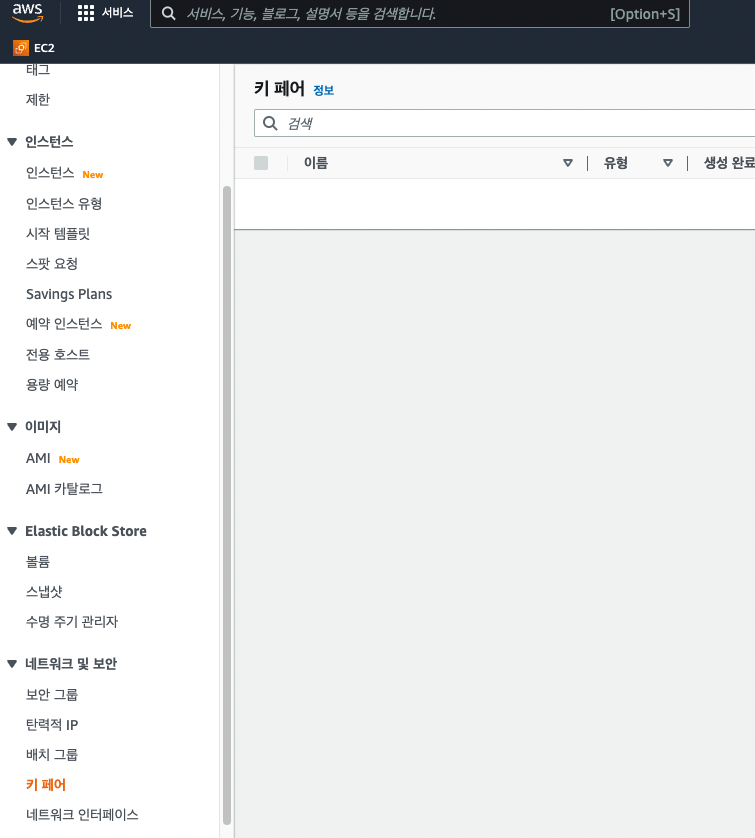 aws
서비스
서비스, 기능, 블로그, 설명서 등을 검색합니다.
[Option+S]
EC2
태그
제한
인스턴스
인스턴스 New
인스턴스 유형
시작 템플릿
스팟 요청
Savings Plans
예약 인스턴스 New
전용 호스트
용량 예약
이미지
AMI New
AMI 카탈로그
Elastic Block Store
볼륨
스냅샷
수명 주기 관리자
네트워크 및 보안
보안 그룹
탄력적 IP
배치 그룹
키 페어
네트워크 인터페이스
키 페어 정보
검색
이름 유형 생성 완료